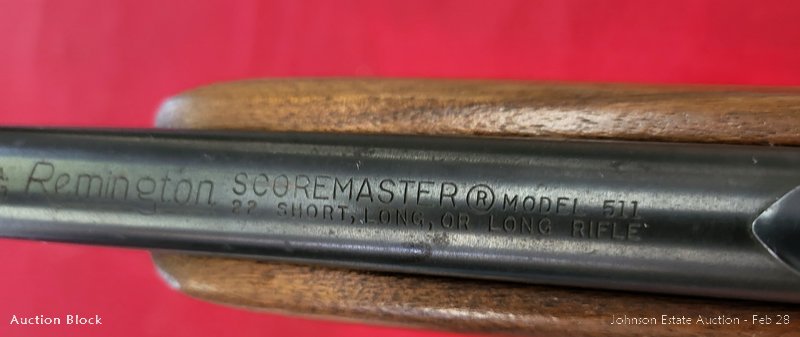 Remington SCOREMASTER® MODEL 511
22 SHORT, LONG, OR LONG RIFLE
Auction Block
Johnson Estate Auction - Feb 28